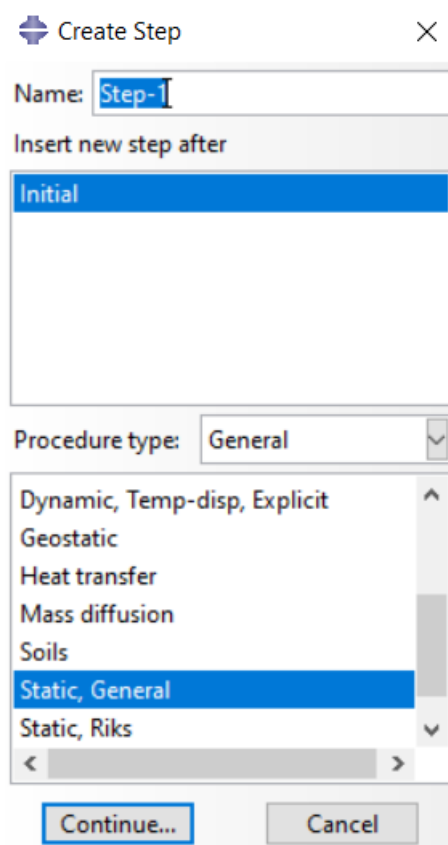 Create Step
Name: Step-1
Insert new step after
Initial
Procedure type: General
Dynamic, Temp-disp, Explicit
Geostatic
Heat transfer
Mass diffusion
Soils
Static, General
Static, Riks
Continue... Cancel